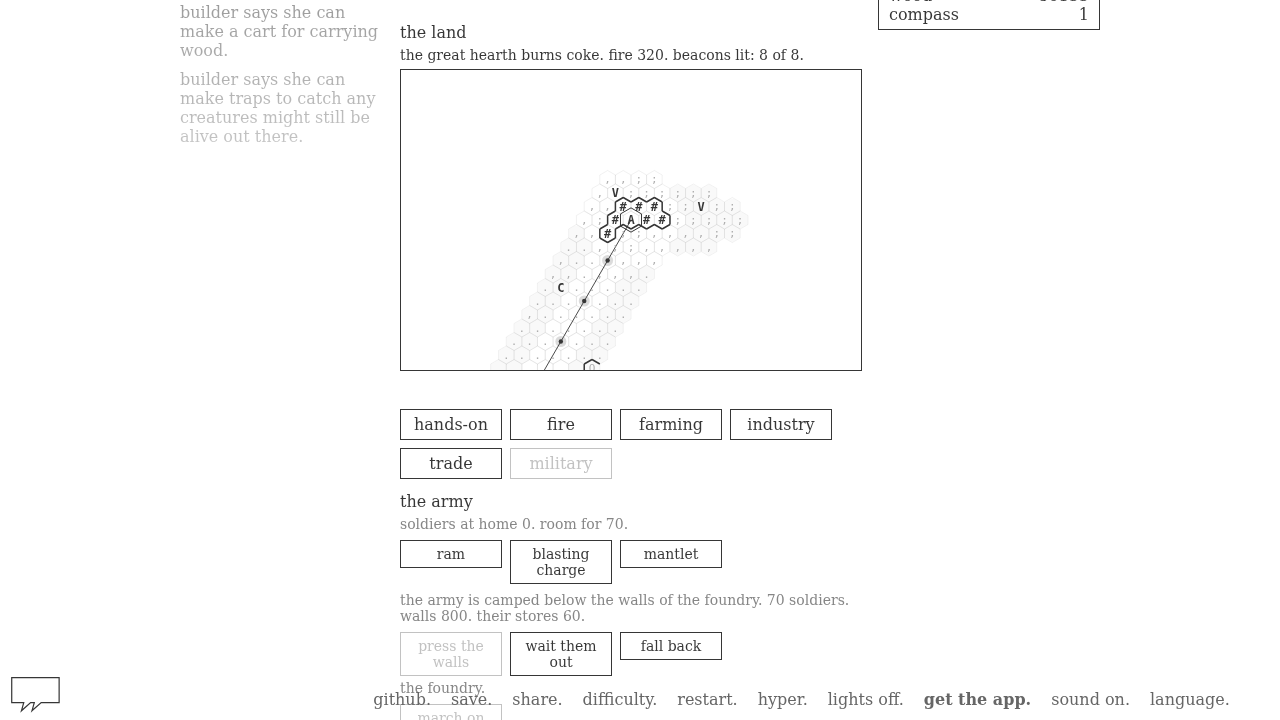 builder says she can
make a cart for carrying
wood.
builder says she can
make traps to catch any
creatures might still be
alive out there.
compass 1
the land
the great hearth burns coke. fire 320. beacons lit: 8 of 8.
V
# # #
V
# A # #
#
C
hands-on
fire
farming
industry
trade
military
the army
soldiers at home 0. room for 70.
ram
blasting
charge
mantlet
the army is camped below the walls of the foundry. 70 soldiers.
walls 800. their stores 60.
press the
walls
wait them
out
fall back
the foundry.
march on
github. save. share. difficulty. restart. hyper. lights off. get the app. sound on. language.